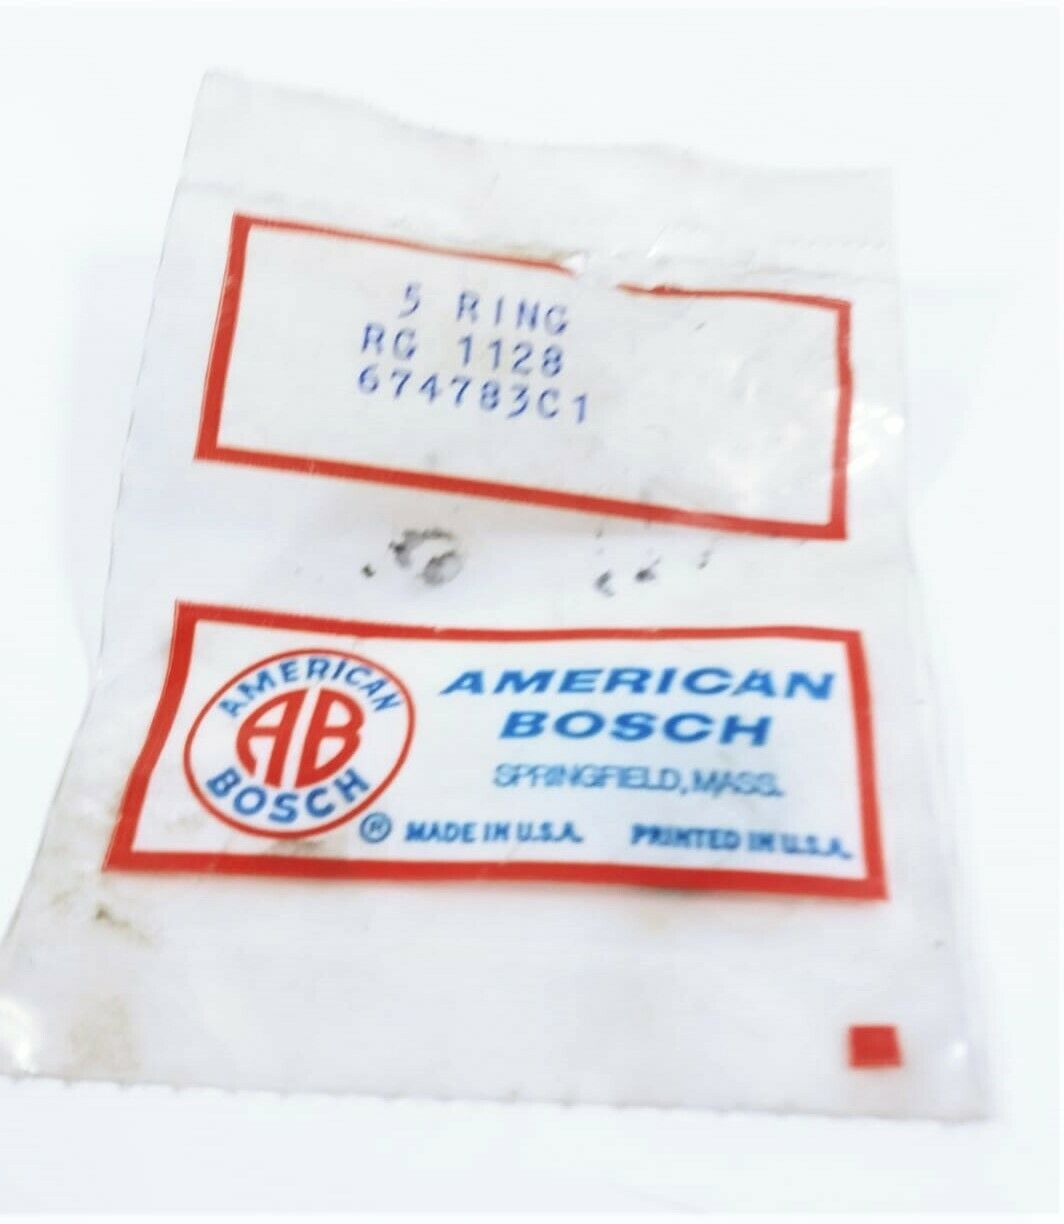 5 RING
RG 1128
674783C1
AMERICAN
AB
BOSCH
AMERICAN
BOSCH
SPRINGFIELD, MASS.
® MADE IN U.S.A. PRINTED IN U.S.A.